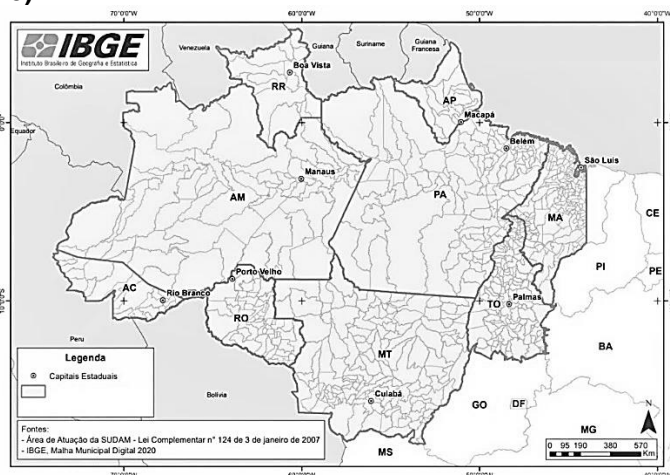 70°0'0"
60°0'0"
50°0'0"
40°0'0"
IBGE
Instituto Brasileiro de Geografia e Estatística
Venezuela
Guiana
Suriname
Guiana
Francesa
Colômbia
Boa Vista
RR
AP
Macapá
Equador
Belém
São Luis
Manaus
AM
PA
MA
CE
PI
PE
Porto Velho
AC
Rio Branco
TO
Palmas
RO
Peru
MT
BA
Legenda
Capitais Estaduais
Bolívia
Cuiabá
GO
DF
N
MG
Fontes:
- Área de Atuação da SUDAM - Lei Complementar n° 124 de 3 janeiro de 2007
- IBGE, Malha Municipal Digital 2020
MS
0 95 190 380 570
Km